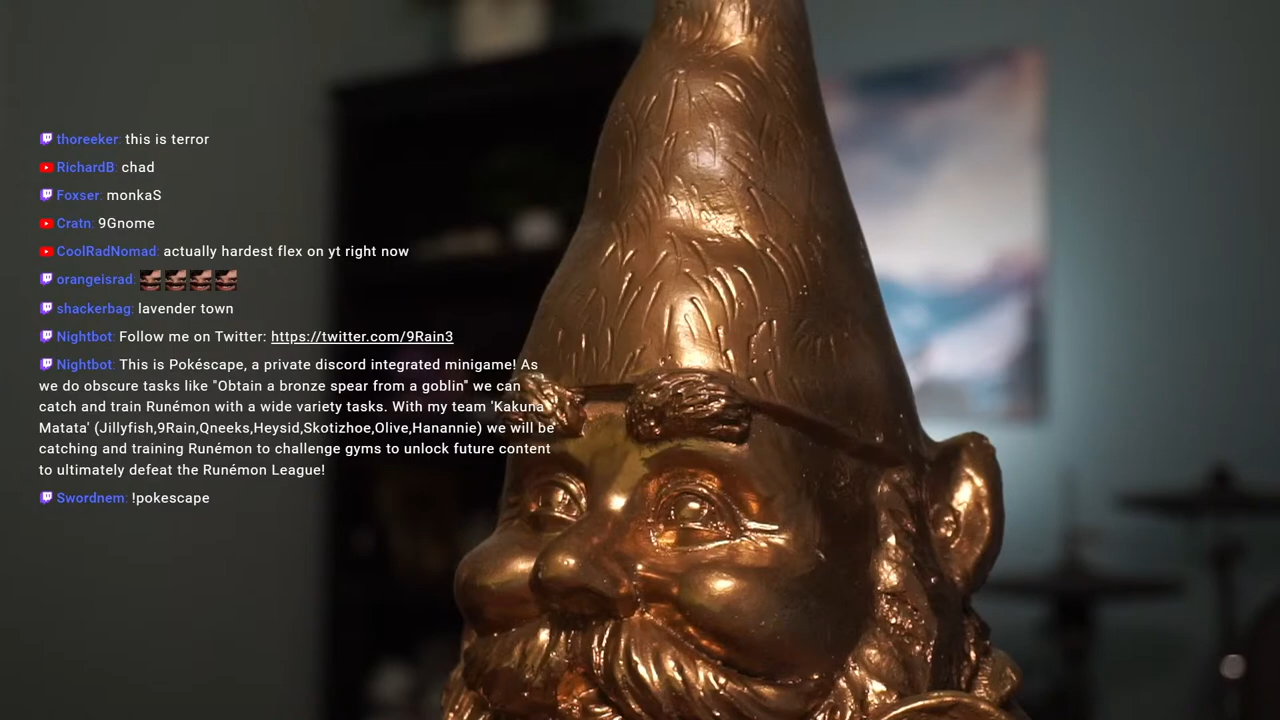 thoreeker: this is terror
RichardB: chad
Foxser: monkaS
Cratn: 9Gnome
CoolRadNomad: actually hardest flex on yt right now
orangeisrad:
shackerbag: lavender town
Nightbot: Follow me on Twitter: https://twitter.com/9Rain3
Nightbot: This is Pokéscape, a private discord integrated minigame! As
we do obscure tasks like "Obtain a bronze spear from a goblin" we can
catch and train Runémon with a wide variety tasks. With my team 'Kakuna
Matata' (Jillyfish,9Rain,Qneeks,Heysid,Skotizhoe,Olive,Hanannie) we will be
catching and training Runémon to challenge gyms to unlock future content
to ultimately defeat the Runémon League!
Swordnem: !pokescape